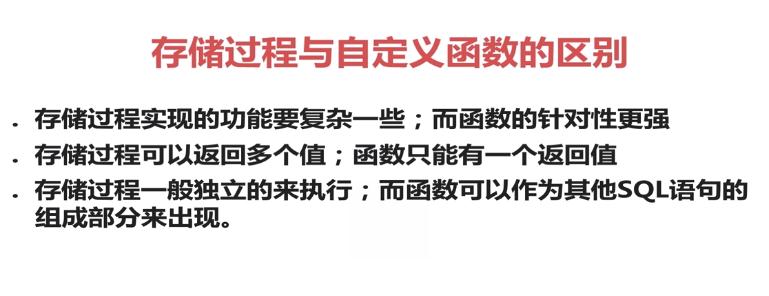 存储过程与自定义函数的区别
. 存储过程实现的功能要复杂一些；而函数的针对性更强
. 存储过程可以返回多个值；函数只能有一个返回值
. 存储过程一般独立的来执行；而函数可以作为其他SQL语句的
组成部分来出现。